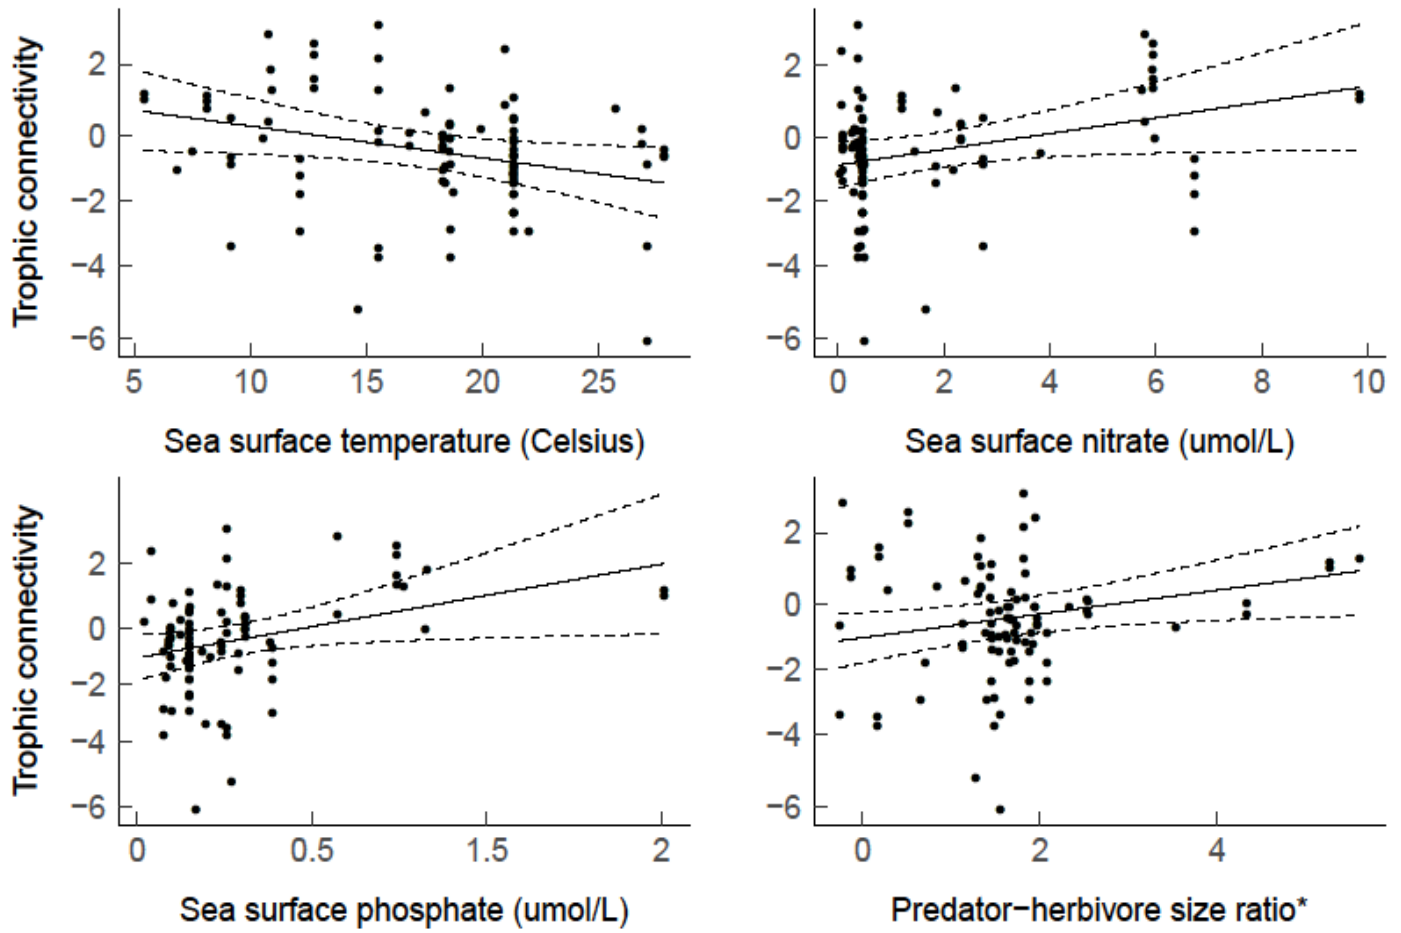 Trophic connectivity
2
0
−2
−4
−6
5 10 15 20 25
Sea surface temperature (Celsius)
2
0
−2
−4
−6
0 2 4 6 8 10
Sea surface nitrate (umol/L)
Trophic connectivity
2
0
−2
−4
−6
0 0.5 1.5 2
Sea surface phosphate (umol/L)
2
0
−2
−4
−6
0 2 4
Predator−herbivore size ratio*